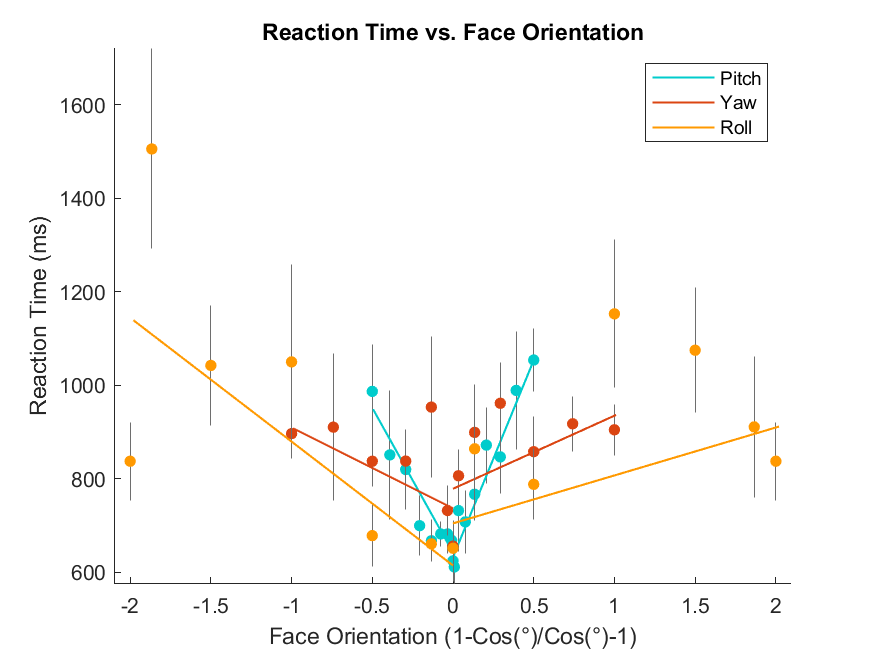 Reaction Time vs. Face Orientation
Pitch
Yaw
Roll
Reaction Time (ms)
1600
1400
1200
1000
800
600
-2 -1.5 -1 -0.5 0 0.5 1 1.5 2
Face Orientation (1-Cos(°)/Cos(°)-1)